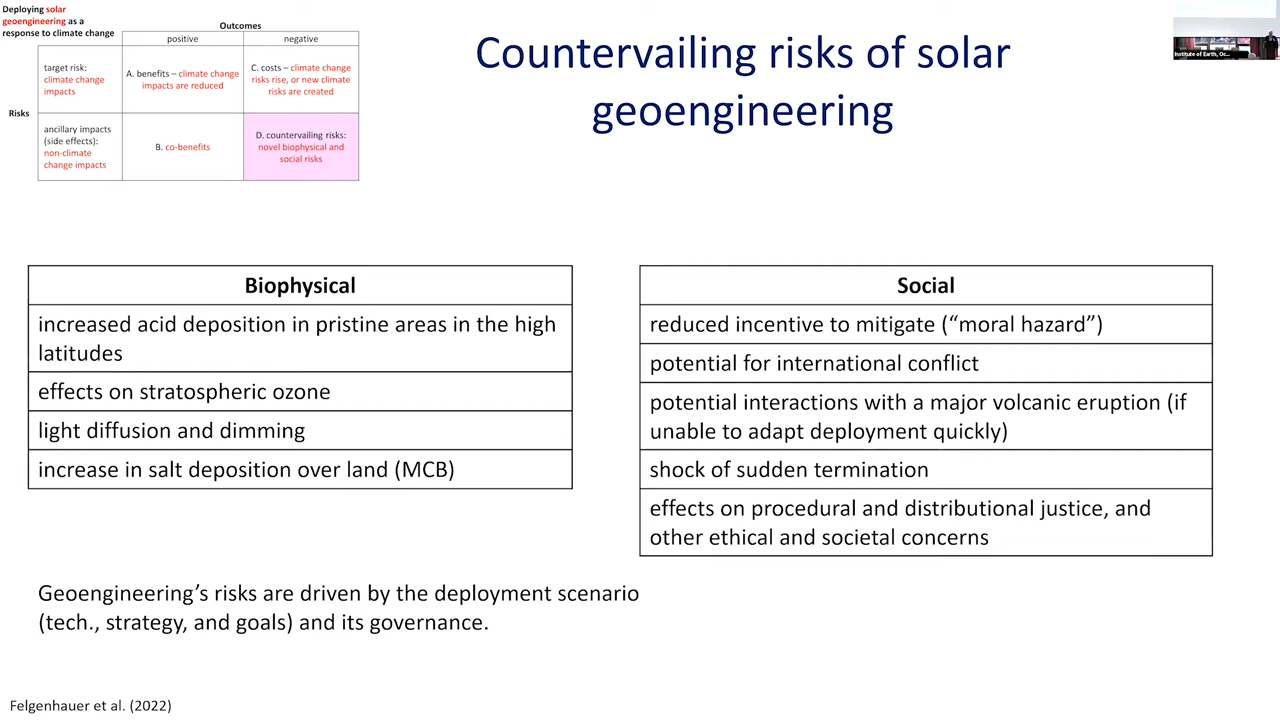 Deploying solar
geoengineering as a
response to climate change
Outcomes
positive
negative
Risks
target risk:
climate change
impacts
A. benefits – climate change
impacts are reduced
C. costs – climate change
risks rise, or new climate
risks are created
ancillary impacts
(side effects):
non-climate
change impacts
B. co-benefits
D. countervailing risks:
novel biophysical and
social risks
Countervailing risks of solar
geoengineering
Institute of Earth, Oc...
Biophysical
increased acid deposition in pristine areas in the high
latitudes
effects on stratospheric ozone
light diffusion and dimming
increase in salt deposition over land (MCB)
Social
reduced incentive to mitigate (“moral hazard”)
potential for international conflict
potential interactions with a major volcanic eruption (if
unable to adapt deployment quickly)
shock of sudden termination
effects on procedural and distributional justice, and
other ethical and societal concerns
Geoengineering’s risks are driven by the deployment scenario
(tech., strategy, and goals) and its governance.
Felgenhauer et al. (2022)